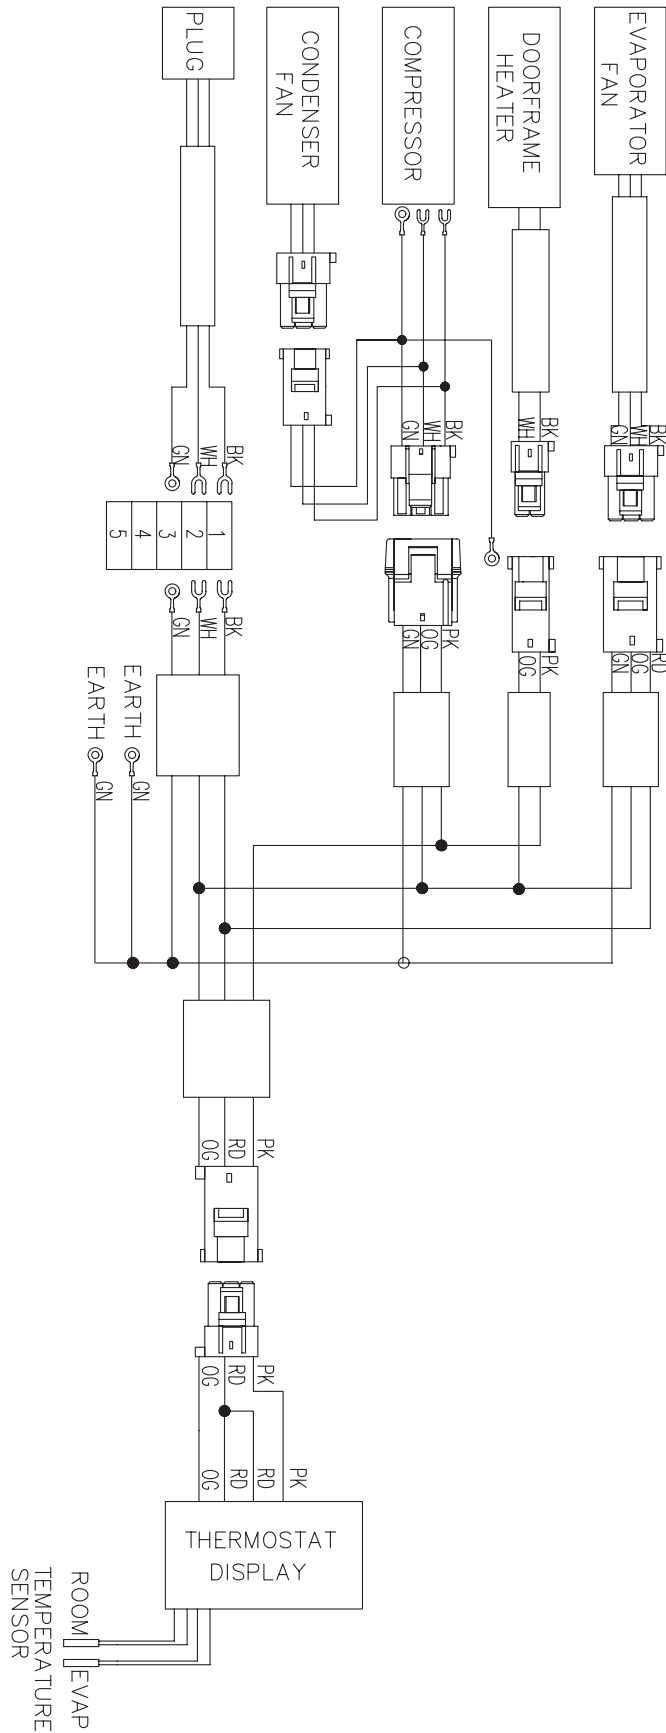 PLUG
CONDENSER
FAN
COMPRESSOR
DOORFRAME
HEATER
EVAPORATOR
FAN
GN
WH
BK
GN
WH
BK
WH
BK
GN
WH
BK
5
4
3
2
1
GN
WH
BK
GN
OG
PK
OG
PK
GN
OG
RD
EARTH
EARTH
GN
GN
OG
RD
PK
OG
RD
PK
OG
RD
RD
PK
THERMOSTAT
DISPLAY
ROOM
EVAP
TEMPERATURE
SENSOR